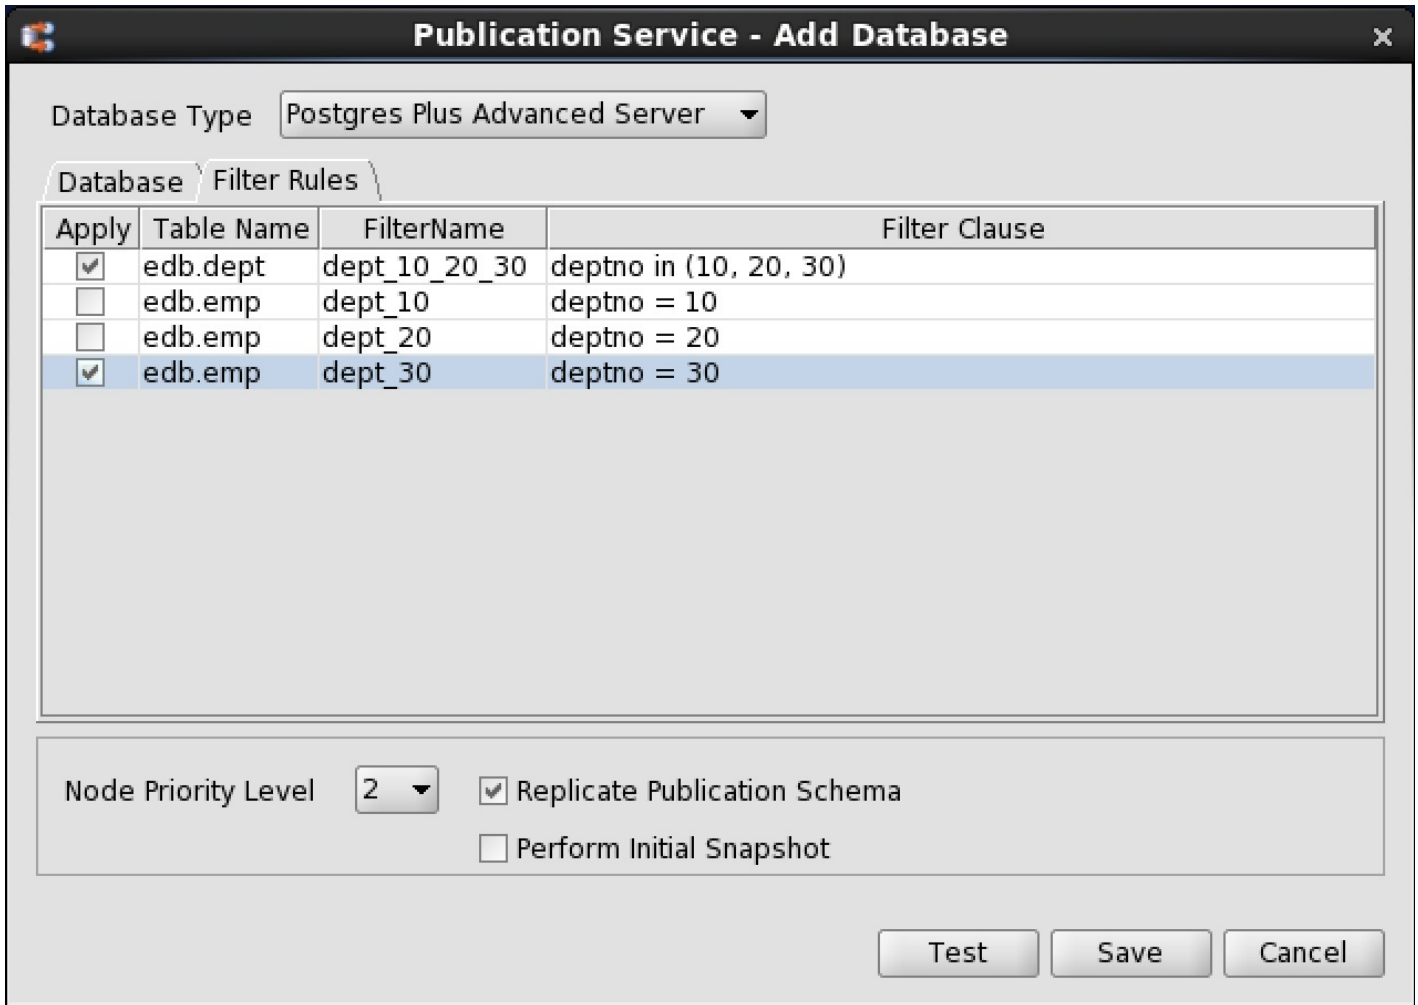 Publication Service - Add Database
Database Type Postgres Plus Advanced Server
Database Filter Rules
Apply Table Name FilterName Filter Clause
edb.dept dept_10_20_30 deptno in (10, 20, 30)
edb.emp dept_10 deptno = 10
edb.emp dept_20 deptno = 20
edb.emp dept_30 deptno = 30
Node Priority Level 2 Replicate Publication Schema
Perform Initial Snapshot
Test Save Cancel